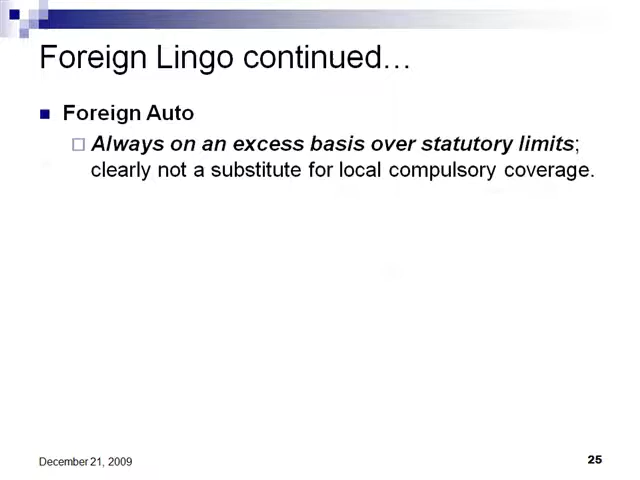 Foreign Lingo continued…
Foreign Auto
Always on an excess basis over statutory limits;
clearly not a substitute for local compulsory coverage.
December 21, 2009
25